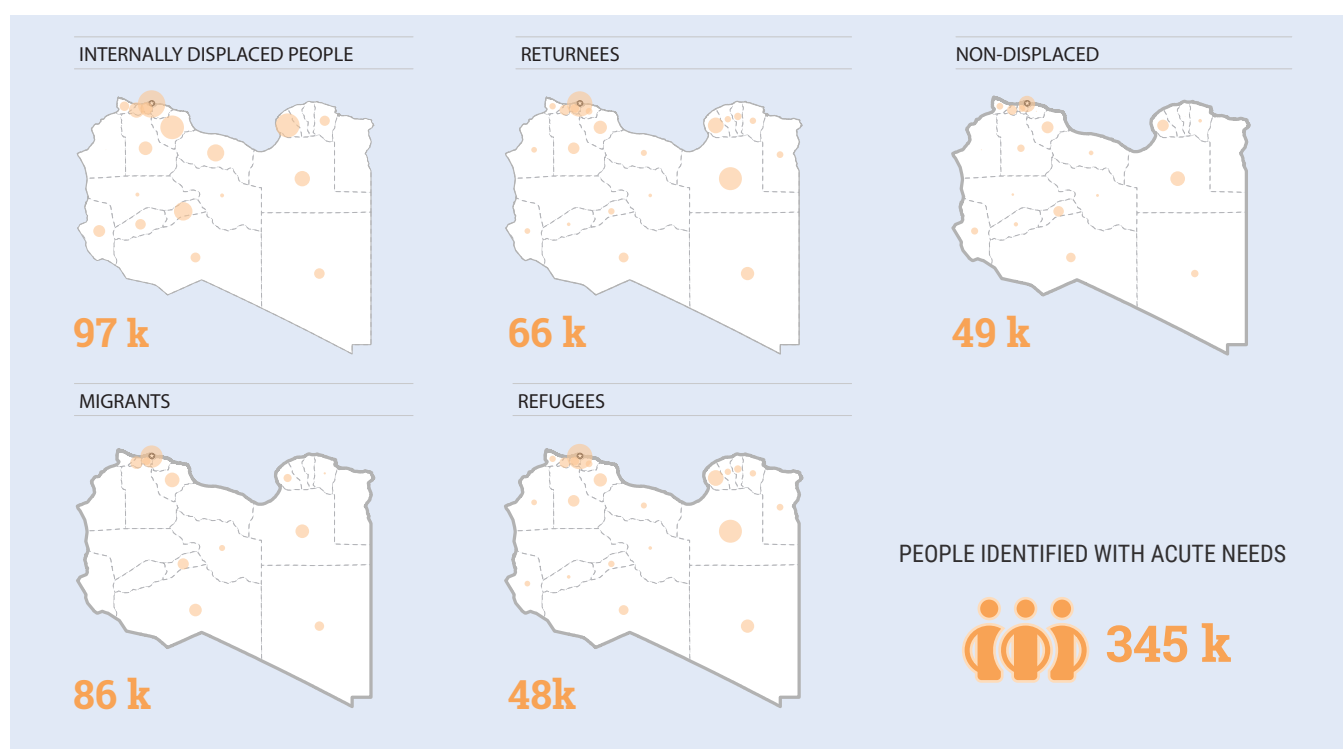 INTERNALLY DISPLACED PEOPLE
97 k
RETURNEES
66 k
NON-DISPLACED
49 k
MIGRANTS
86 k
REFUGEES
48k
PEOPLE IDENTIFIED WITH ACUTE NEEDS
345 k